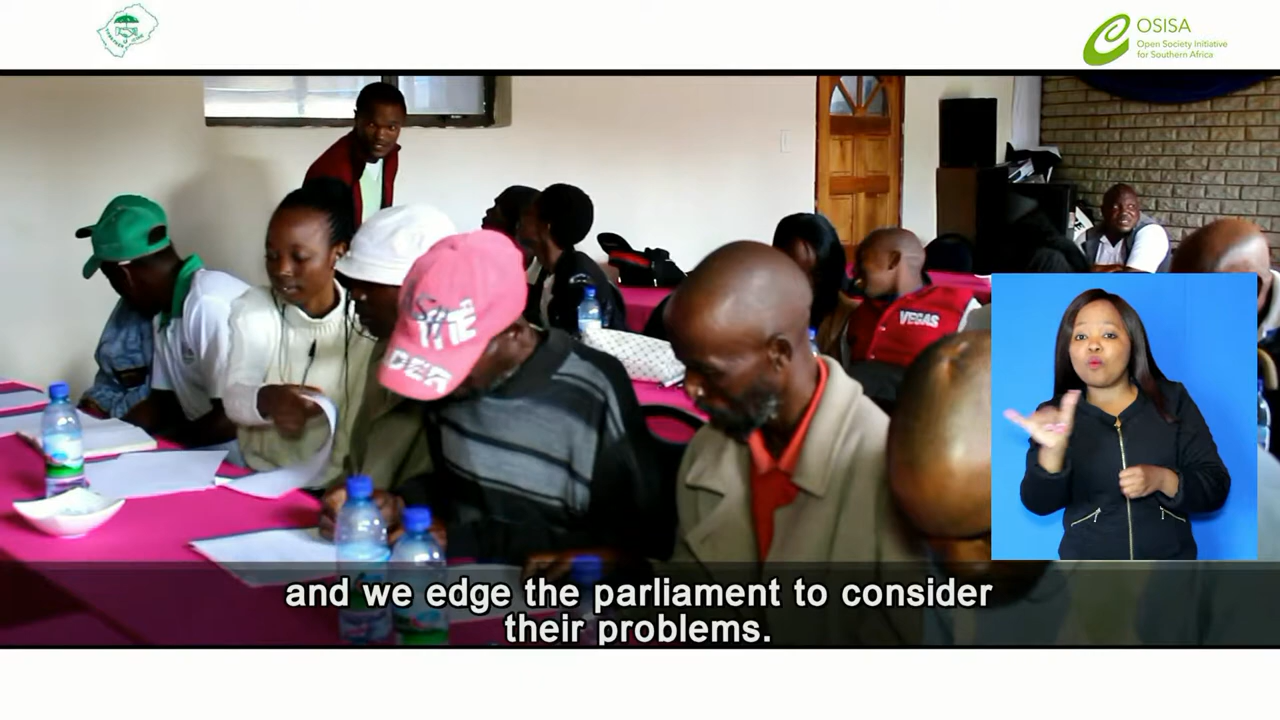 OSISA
Open Society Initiative
for Southern Africa
VEGAS
and we edge the parliament to consider
their problems.